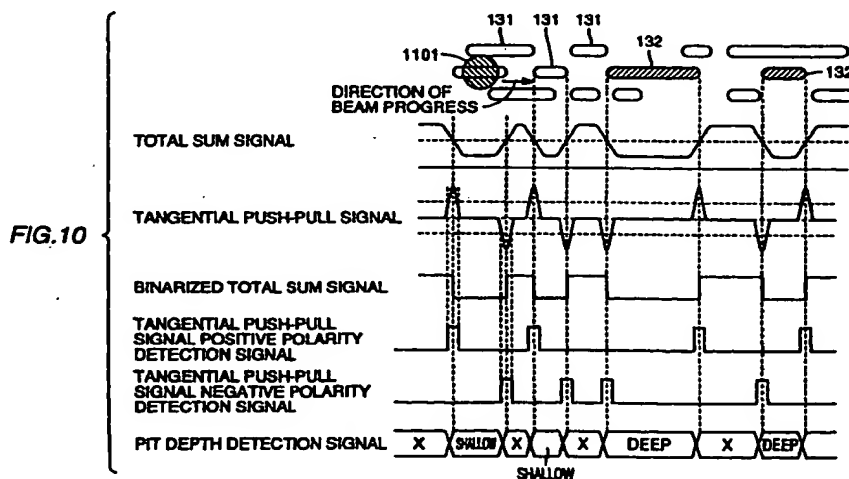 131
131
131
1101
132
132
DIRECTION OF
BEAM PROGRESS
TOTAL SUM SIGNAL
TANGENTIAL PUSH-PULL SIGNAL
FIG.10
BINARIZED TOTAL SUM SIGNAL
TANGENTIAL PUSH-PULL
SIGNAL POSITIVE POLARITY
DETECTION SIGNAL
TANGENTIAL PUSH-PULL
SIGNAL NEGATIVE POLARITY
DETECTION SIGNAL
PIT DEPTH DETECTION SIGNAL
X SHALLOW X X DEEP X DEEP
SHALLOW